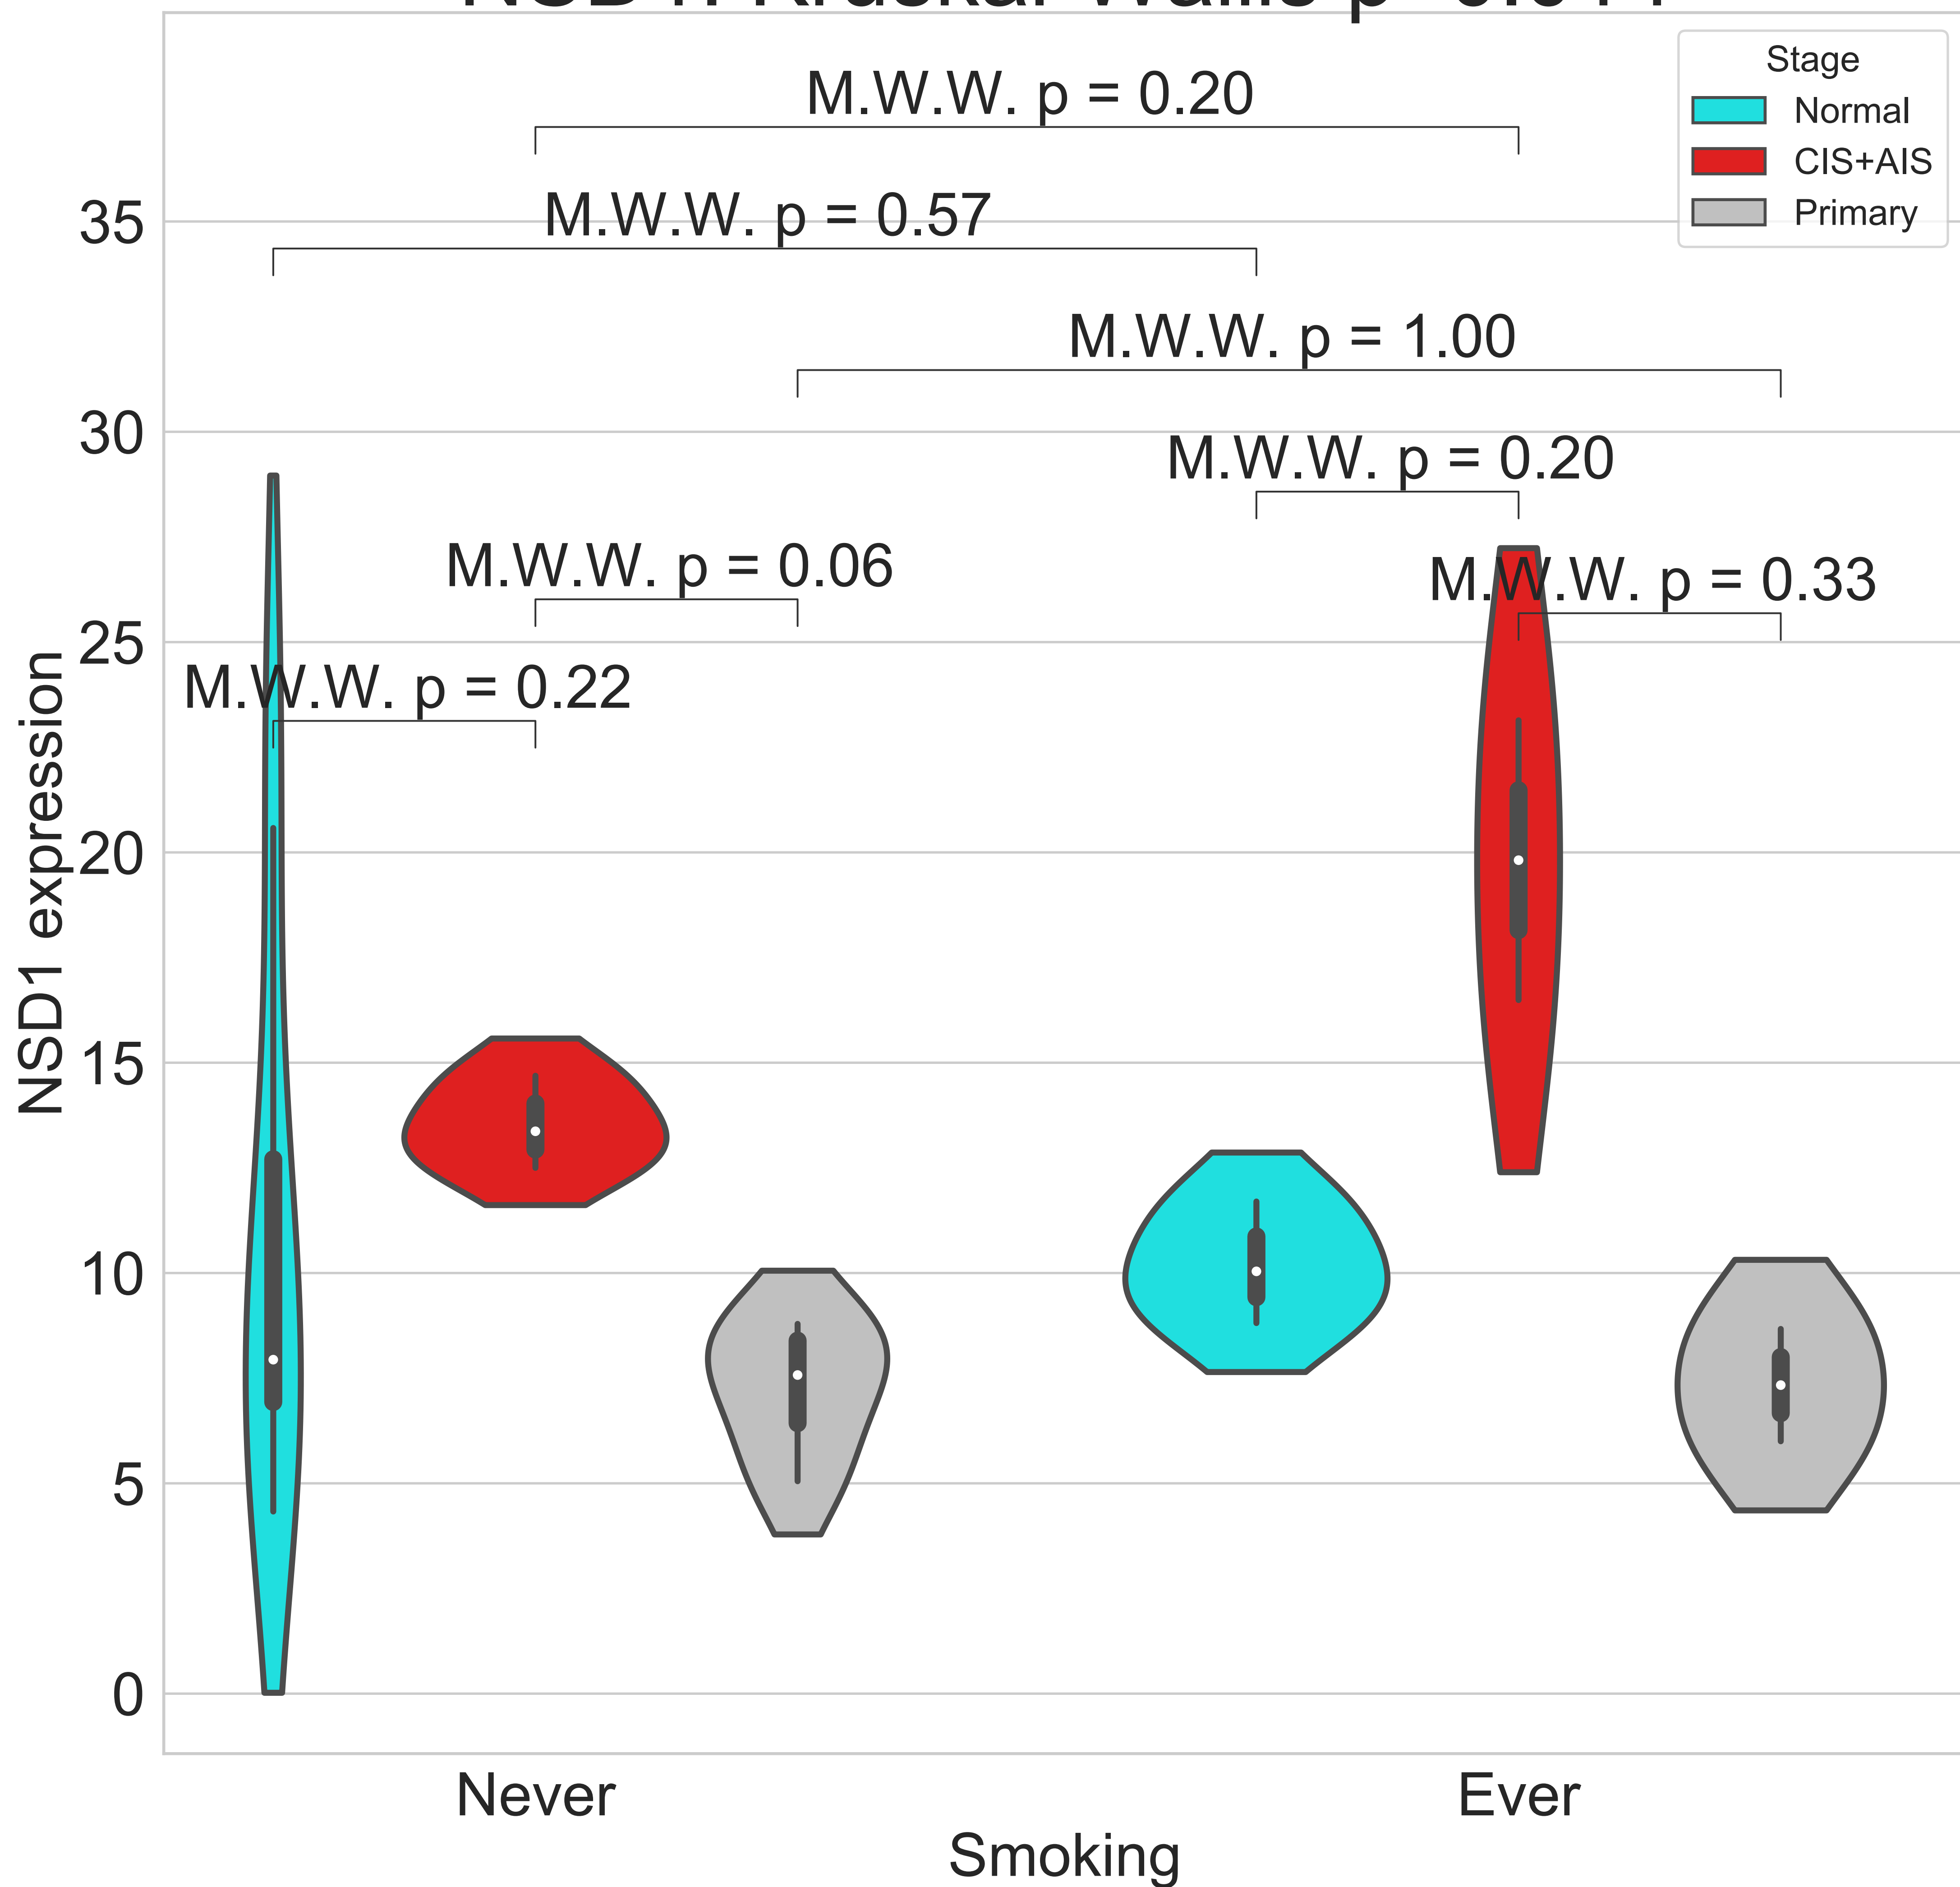 Stage
Normal
CIS+AIS
Primary
M.W.W. p = 0.20
M.W.W. p = 0.57
M.W.W. p = 1.00
M.W.W. p = 0.20
M.W.W. p = 0.06
M.W.W. p = 0.33
M.W.W. p = 0.22
NSD1 expression
35
30
25
20
15
10
5
0
Never
Ever
Smoking